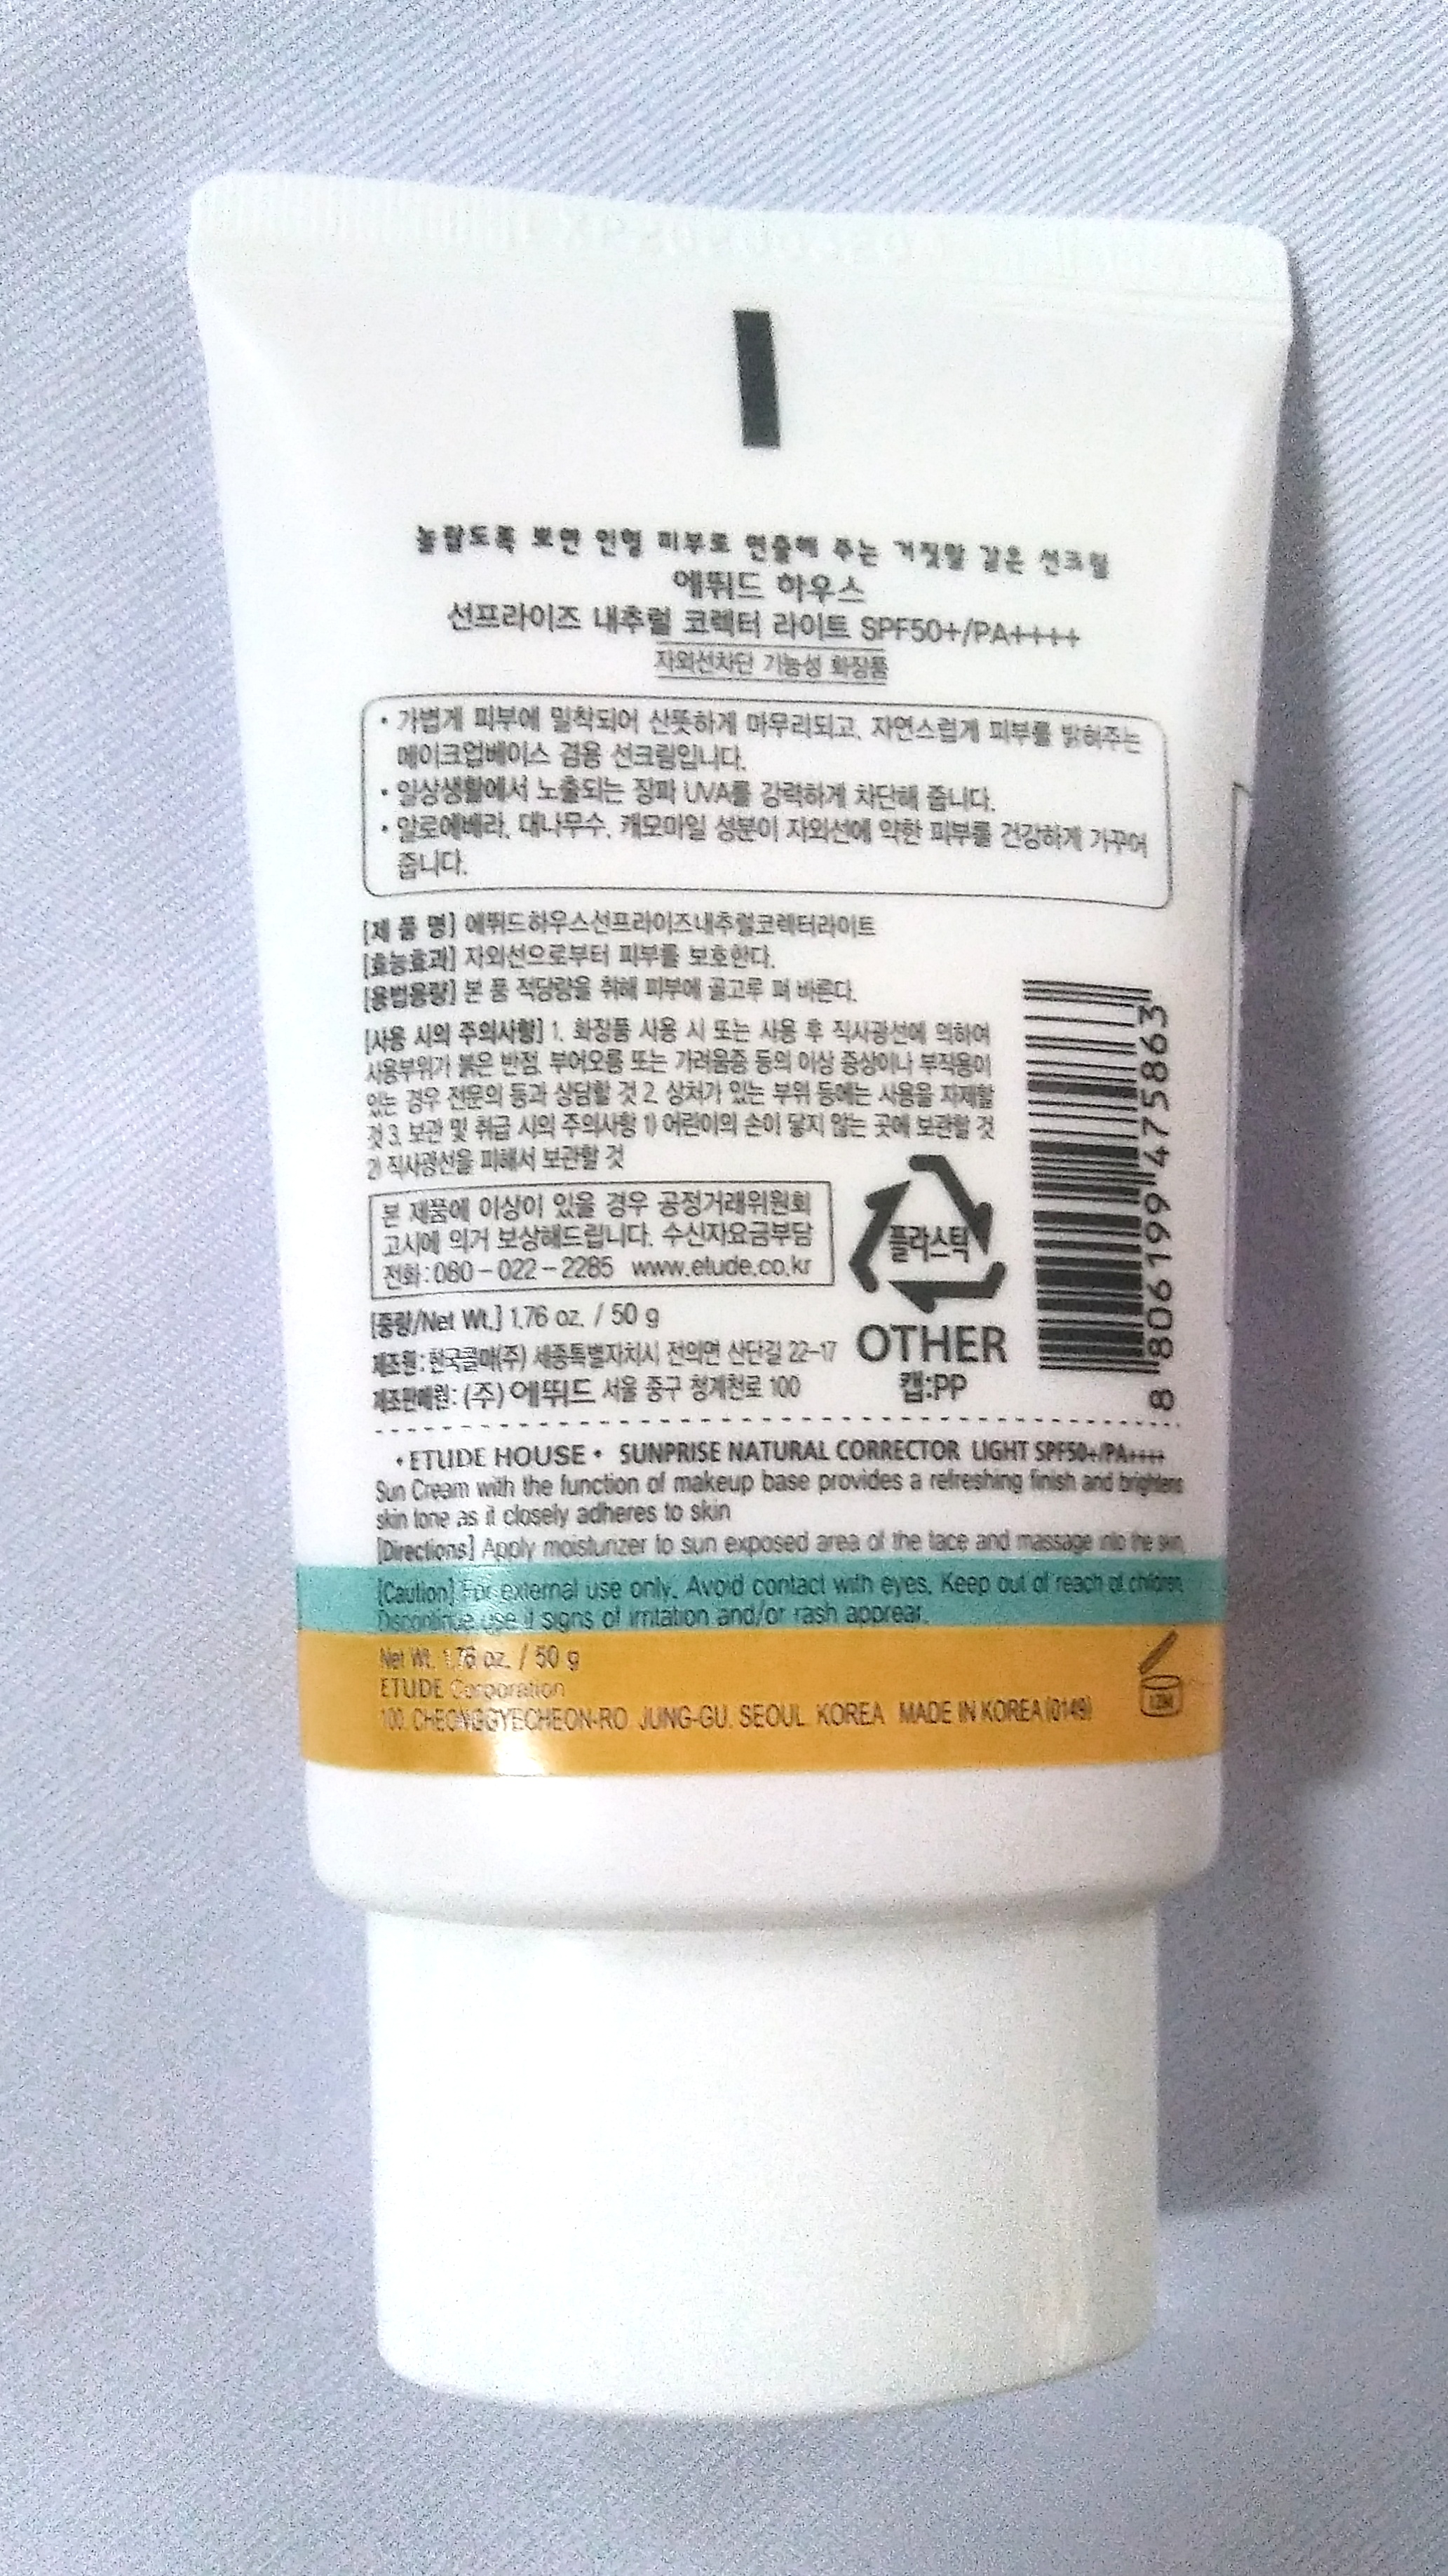 놀랍도록 뽀얀 인형 피부로 연출해 주는 거짓말 같은 선크림
에뛰드 하우스
선프라이즈 내추럴 코렉터 라이트 SPF50+/PA++++
자외선차단 기능성 화장품
• 가볍게 피부에 밀착되어 산뜻하게 마무리되고, 자연스럽게 피부를 밝혀주는
메이크업베이스 겸용 선크림입니다.
• 일상생활에서 노출되는 장파 UVA를 강력하게 차단해 줍니다.
• 알로에베라, 대나무수, 캐모마일 성분이 자외선에 약한 피부를 건강하게 가꾸어
줍니다.
[제 품 명] 에뛰드하우스선프라이즈내추럴코렉터라이트
[효능효과] 자외선으로부터 피부를 보호한다.
[용법용량] 본 품 적당량을 취해 피부에 골고루 펴 바른다.
[사용 시의 주의사항] 1. 화장품 사용 시 또는 사용 후 직사광선에 의하여
사용부위가 붉은 반점, 부어오름 또는 가려움증 등의 이상 증상이나 부작용이
있는 경우 전문의 등과 상담할 것 2. 상처가 있는 부위 등에는 사용을 자제할
것 3. 보관 및 취급 시의 주의사항 1) 어린이의 손이 닿지 않는 곳에 보관할 것
2) 직사광선을 피해서 보관할 것
본 제품에 이상이 있을 경우 공정거래위원회
고시에 의거 보상해드립니다. 수신자요금부담
전화:080-022-2285 www.etude.co.kr
플라스틱
OTHER
캡:PP
8 806199 475863
[중량/Net Wt.] 1.76 oz. / 50 g
제조원: 한국콜마(주) 세종특별자치시 전의면 산단길 22-17
제조판매원: (주)에뛰드 서울 중구 청계천로 100
• ETUDE HOUSE • SUNPRISE NATURAL CORRECTOR LIGHT SPF50+/PA++++
Sun Cream with the function of makeup base provides a refreshing finish and brightens
skin tone as it closely adheres to skin
[Directions] Apply moisturizer to sun exposed area of the face and massage into the skin.
[Caution] For external use only. Avoid contact with eyes. Keep out of reach of children.
Discontinue use if signs of irritation and/or rash apprear.
Net Wt. 1.76 oz. / 50 g
ETUDE Corporation
100, CHEONGGYECHEON-RO, JUNG-GU, SEOUL, KOREA MADE IN KOREA (0149)
12M